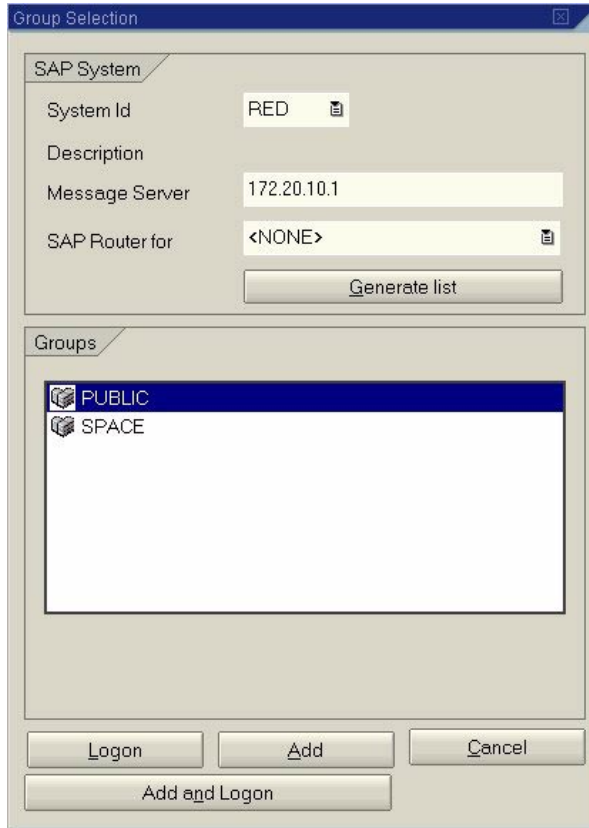 Group Selection
SAP System
System Id RED
Description
Message Server 172.20.10.1
SAP Router for <NONE>
Generate list
Groups
PUBLIC
SPACE
Logon Add Cancel
Add and Logon